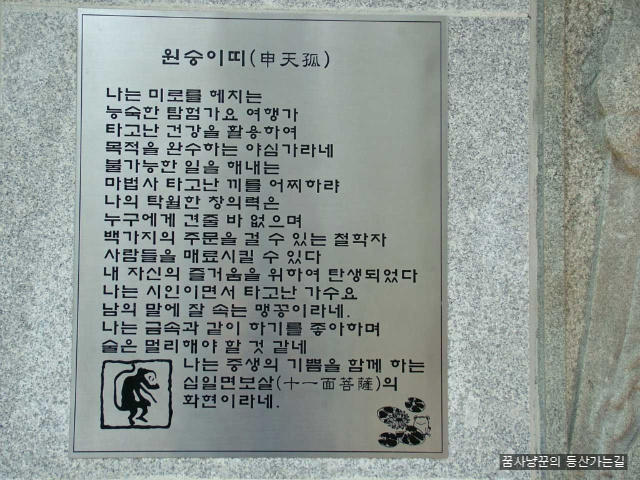 원숭이띠(申天孤)
나는 미로를 헤치는
능숙한 탐험가요 여행가
타고난 건강을 활용하여
목적을 완수하는 야심가라네
불가능한 일을 해내는
마법사 타고난 끼를 어찌하랴
나의 탁월한 창의력은
누구에게 견줄 바 없으며
백가지의 주문을 걸 수 있는 철학자
사람들을 매료시킬 수 있다
내 자신의 즐거움을 위하여 탄생되었다
나는 시인이면서 타고난 가수요
남의 말에 잘 속는 맹꽁이라네.
나는 금속과 같이 하기를 좋아하며
술은 멀리해야 할 것 같네
나는 중생의 기쁨을 함께 하는
십일면보살(十一面菩薩)의
화현이라네.
꿈사냥꾼의 등산가는길